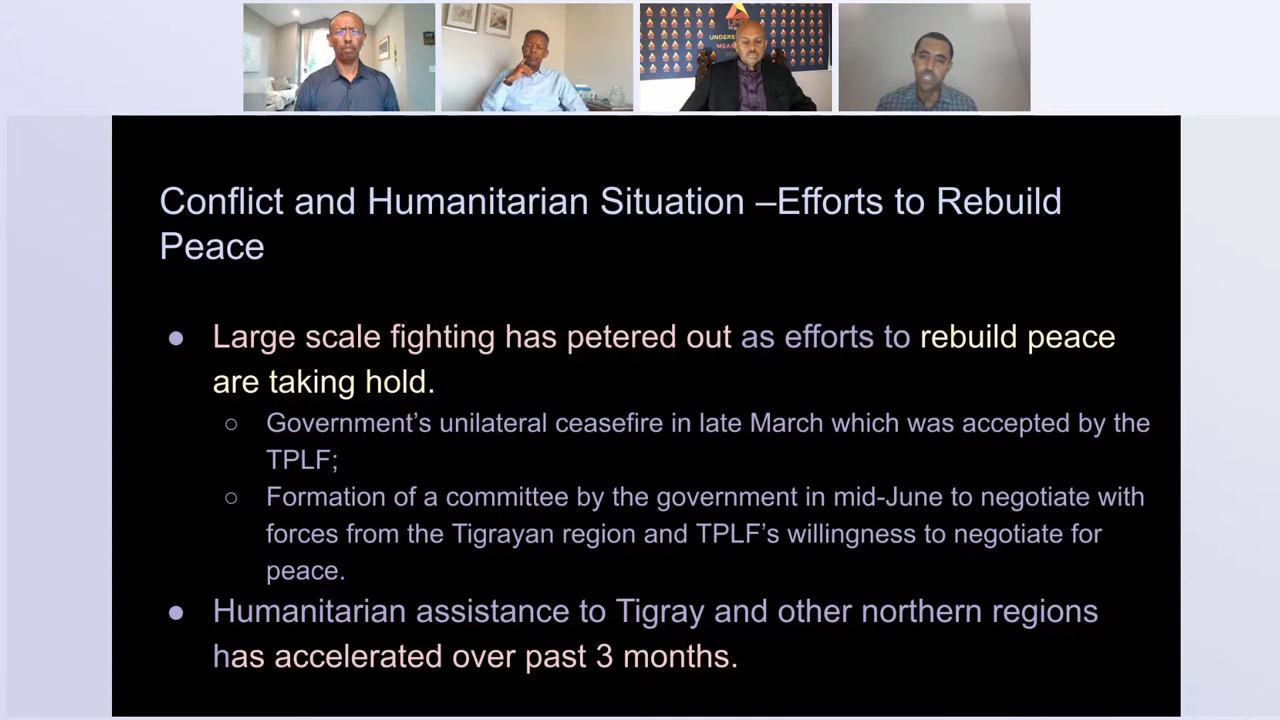 Conflict and Humanitarian Situation –Efforts to Rebuild
Peace
● Large scale fighting has petered out as efforts to rebuild peace
are taking hold.
○ Government’s unilateral ceasefire in late March which was accepted by the
TPLF;
○ Formation of a committee by the government in mid-June to negotiate with
forces from the Tigrayan region and TPLF’s willingness to negotiate for
peace.
● Humanitarian assistance to Tigray and other northern regions
has accelerated over past 3 months.